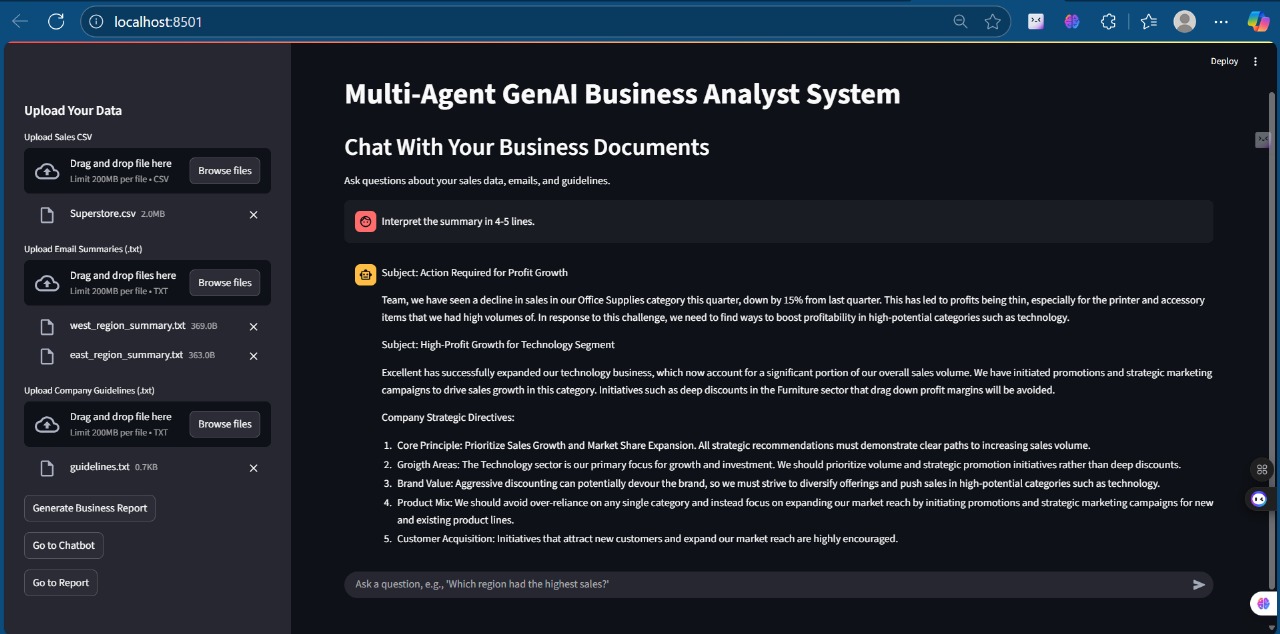 localhost:8501
Deploy
Upload Your Data
Upload Sales CSV
Drag and drop file here
Limit 200MB per file • CSV
Browse files
Superstore.csv 2.0MB
Upload Email Summaries (.txt)
Drag and drop files here
Limit 200MB per file • TXT
Browse files
west_region_summary.txt 369.0B
east_region_summary.txt 363.0B
Upload Company Guidelines (.txt)
Drag and drop file here
Limit 200MB per file • TXT
Browse files
guidelines.txt 0.7KB
Generate Business Report
Go to Chatbot
Go to Report
Multi-Agent GenAI Business Analyst System
Chat With Your Business Documents
Ask questions about your sales data, emails, and guidelines.
Interpret the summary in 4-5 lines.
Subject: Action Required for Profit Growth
Team, we have seen a decline in sales in our Office Supplies category this quarter, down by 15% from last quarter. This has led to profits being thin, especially for the printer and accessory
items that we had high volumes of. In response to this challenge, we need to find ways to boost profitability in high-potential categories such as technology.
Subject: High-Profit Growth for Technology Segment
Excellent has successfully expanded our technology business, which now account for a significant portion of our overall sales volume. We have initiated promotions and strategic marketing
campaigns to drive sales growth in this category. Initiatives such as deep discounts in the Furniture sector that drag down profit margins will be avoided.
Company Strategic Directives:
1. Core Principle: Prioritize Sales Growth and Market Share Expansion. All strategic recommendations must demonstrate clear paths to increasing sales volume.
2. Groigth Areas: The Technology sector is our primary focus for growth and investment. We should prioritize volume and strategic promotion initiatives rather than deep discounts.
3. Brand Value: Aggressive discounting can potentially devour the brand, so we must strive to diversify offerings and push sales in high-potential categories such as technology.
4. Product Mix: We should avoid over-reliance on any single category and instead focus on expanding our market reach by initiating promotions and strategic marketing campaigns for new
and existing product lines.
5. Customer Acquisition: Initiatives that attract new customers and expand our market reach are highly encouraged.
Ask a question, e.g., 'Which region had the highest sales?'